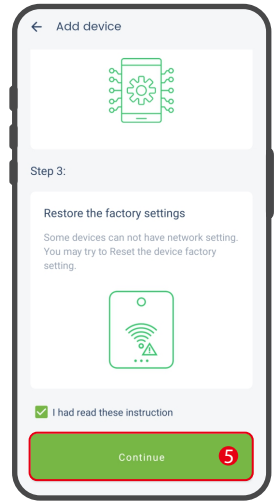 ← Add device
Step 3:
Restore the factory settings
Some devices can not have network setting.
You may try to Reset the device factory
setting.
I had read these instruction
Continue 5